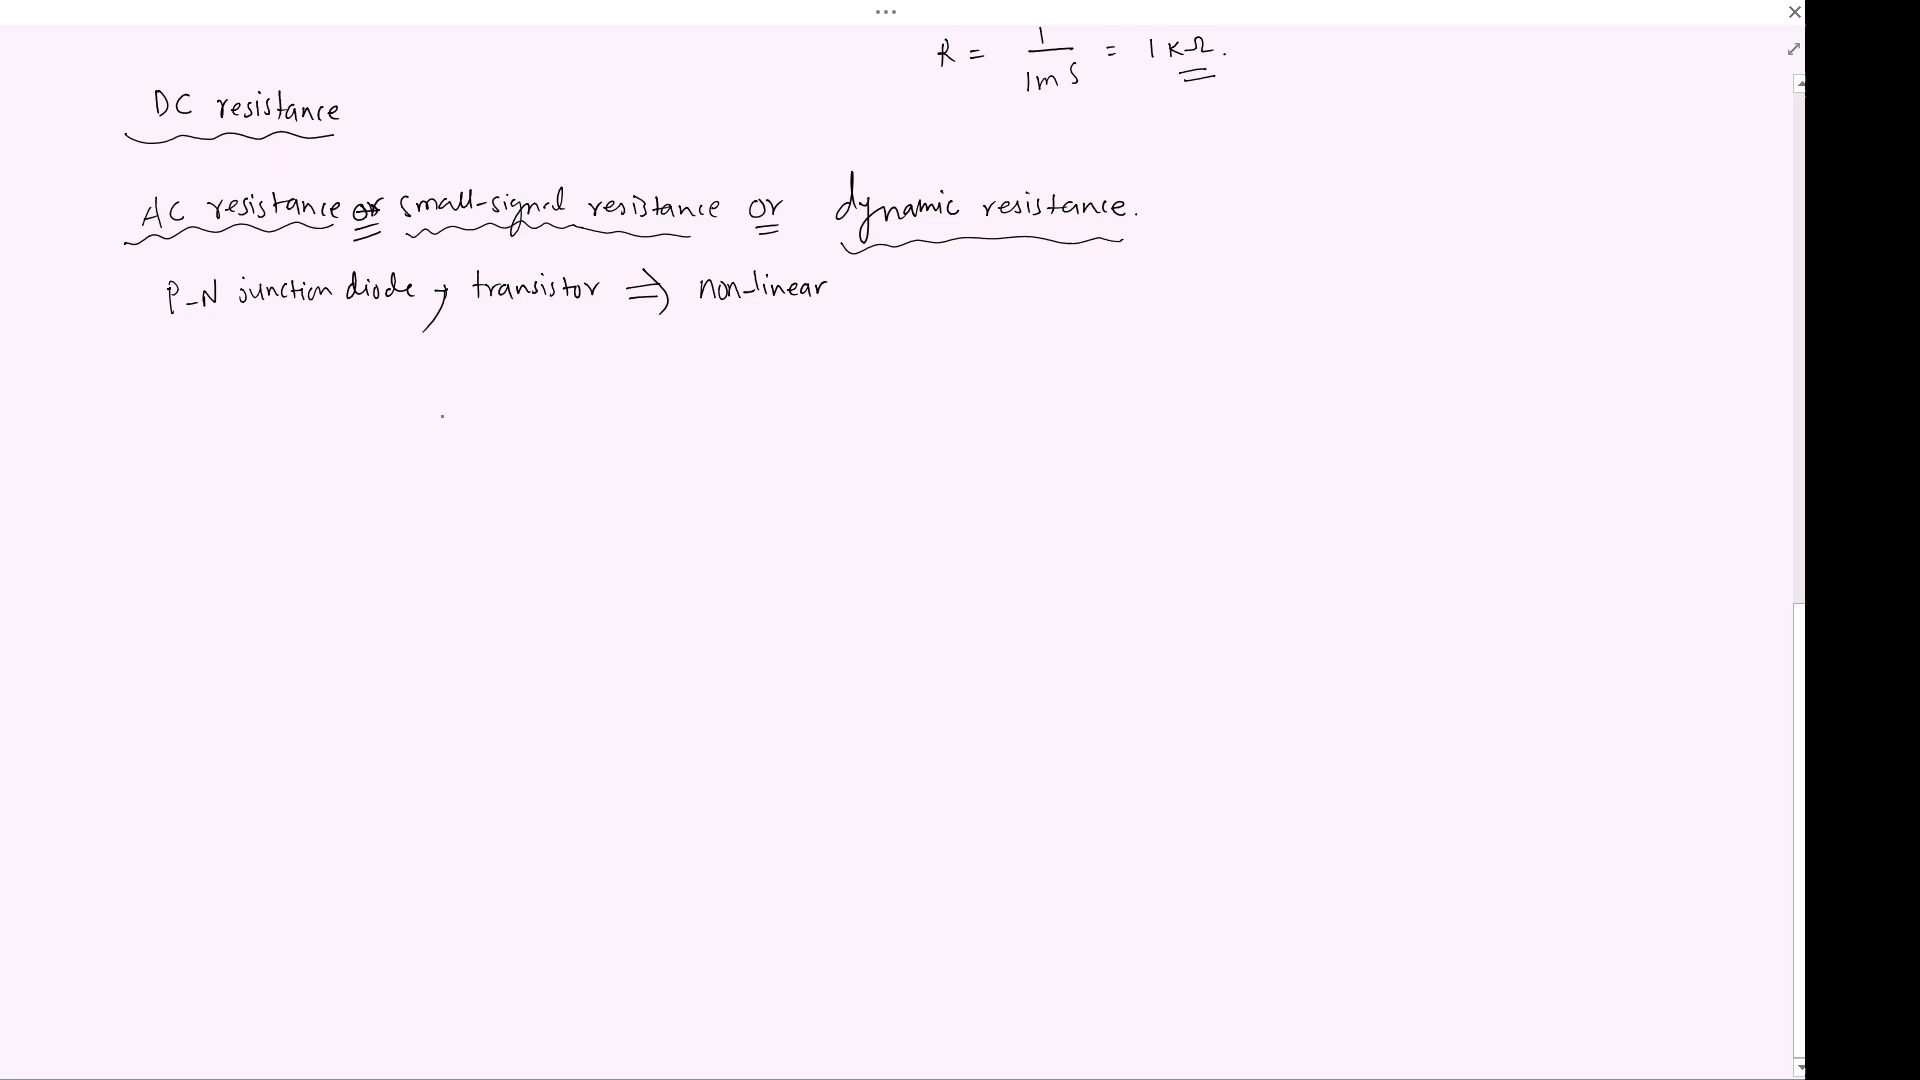 R = 1/1mS = 1 KΩ.
DC resistance
AC resistance or small-signal resistance or dynamic resistance.
P-N junction diode, transistor ⇒ non-linear